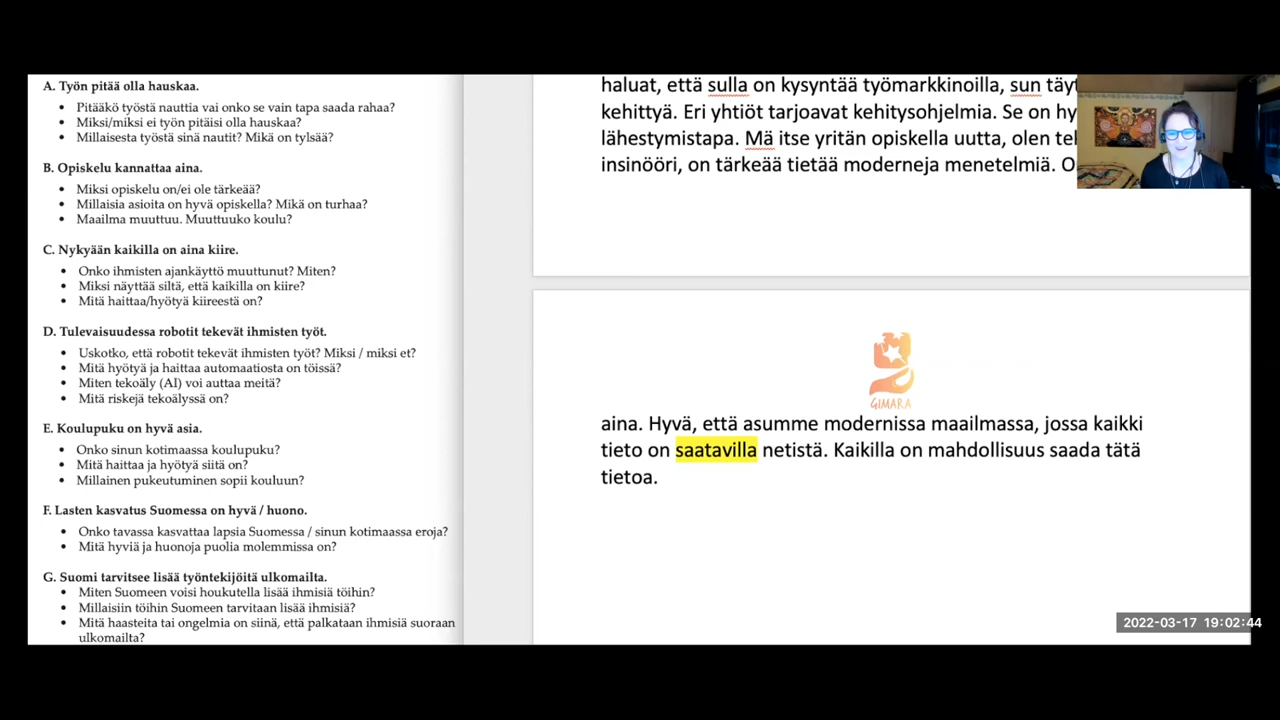 A. Työn pitää olla hauskaa.
• Pitääkö työstä nauttia vai onko se vain tapa saada rahaa?
• Miksi/miksi ei työn pitäisi olla hauskaa?
• Millaisesta työstä sinä nautit? Mikä on tylsää?
B. Opiskelu kannattaa aina.
• Miksi opiskelu on/ei ole tärkeää?
• Millaisia asioita on hyvä opiskella? Mikä on turhaa?
• Maailma muuttuu. Muuttuuko koulu?
C. Nykyään kaikilla on aina kiire.
• Onko ihmisten ajankäyttö muuttunut? Miten?
• Miksi näyttää siltä, että kaikilla on kiire?
• Mitä haittaa/hyötyä kiireestä on?
D. Tulevaisuudessa robotit tekevät ihmisten työt.
• Uskotko, että robotit tekevät ihmisten työt? Miksi / miksi et?
• Mitä hyötyä ja haittaa automaatiosta on töissä?
• Miten tekoäly (AI) voi auttaa meitä?
• Mitä riskejä tekoälyssä on?
E. Koulupuku on hyvä asia.
• Onko sinun kotimaassa koulupuku?
• Mitä haittaa ja hyötyä siitä on?
• Millainen pukeutuminen sopii kouluun?
F. Lasten kasvatus Suomessa on hyvä / huono.
• Onko tavassa kasvattaa lapsia Suomessa / sinun kotimaassa eroja?
• Mitä hyviä ja huonoja puolia molemmissa on?
G. Suomi tarvitsee lisää työntekijöitä ulkomailta.
• Miten Suomeen voisi houkutella lisää ihmisiä töihin?
• Millaisiin töihin Suomeen tarvitaan lisää ihmisiä?
• Mitä haasteita tai ongelmia on siinä, että palkataan ihmisiä suoraan
ulkomailta?
haluat, että sulla on kysyntää työmarkkinoilla, sun
kehittyä. Eri yhtiöt tarjoavat kehitysohjelmia. Se on
lähestymistapa. Mä itse yritän opiskella uutta, olen
insinööri, on tärkeää tietää moderneja menetelmiä.
GIMARA
aina. Hyvä, että asumme modernissa maailmassa, jossa kaikki
tieto on saatavilla netistä. Kaikilla on mahdollisuus saada tätä
tietoa.
2022-03-17 19:02:44